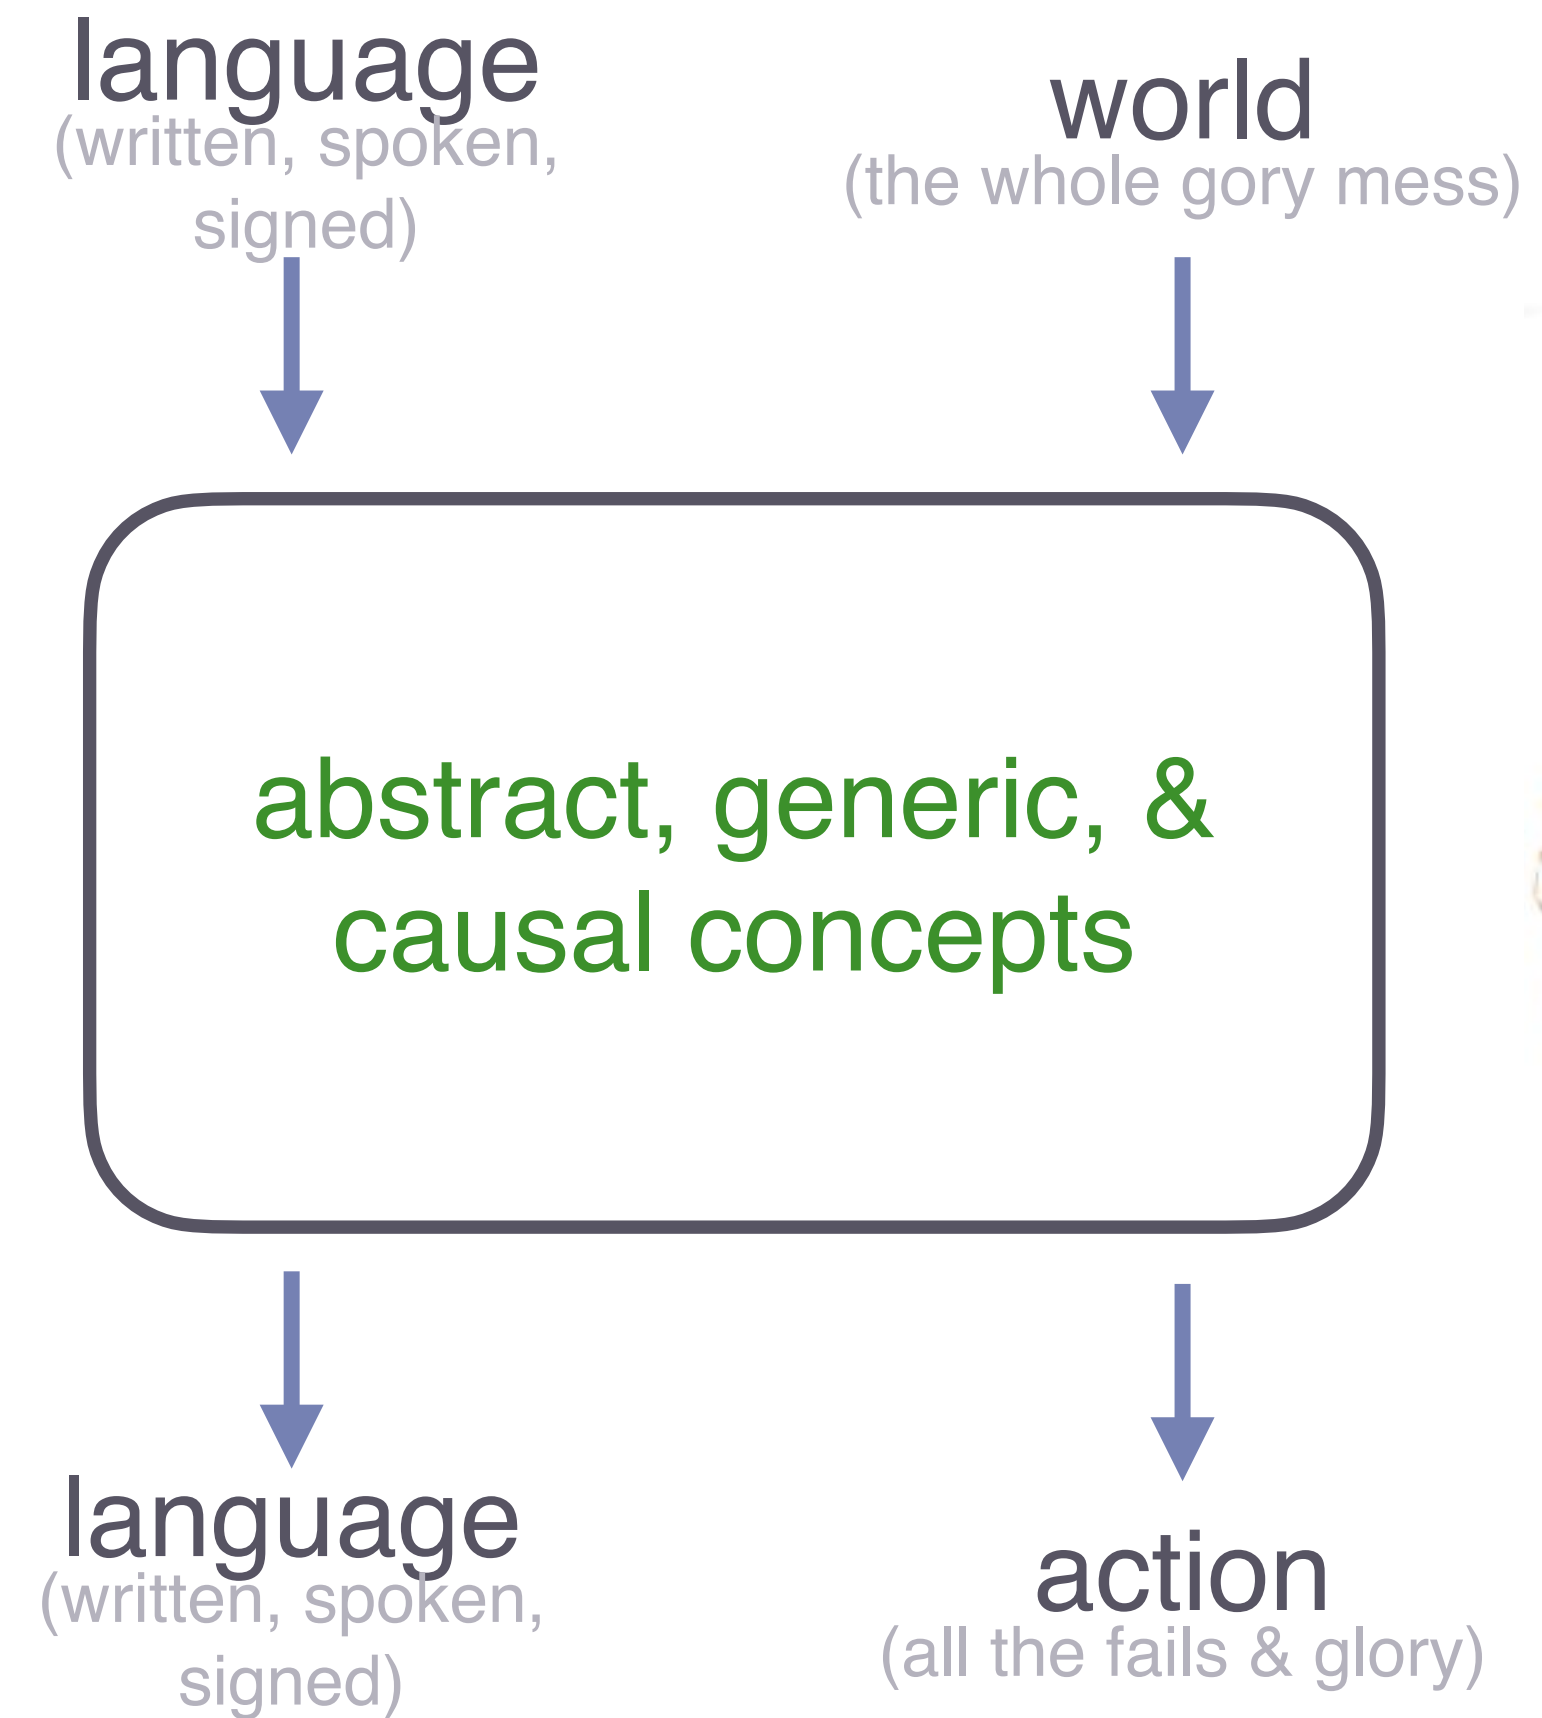 language
(written, spoken,
signed)
world
(the whole gory mess)
abstract, generic, &
causal concepts
language
(written, spoken,
signed)
action
(all the fails & glory)